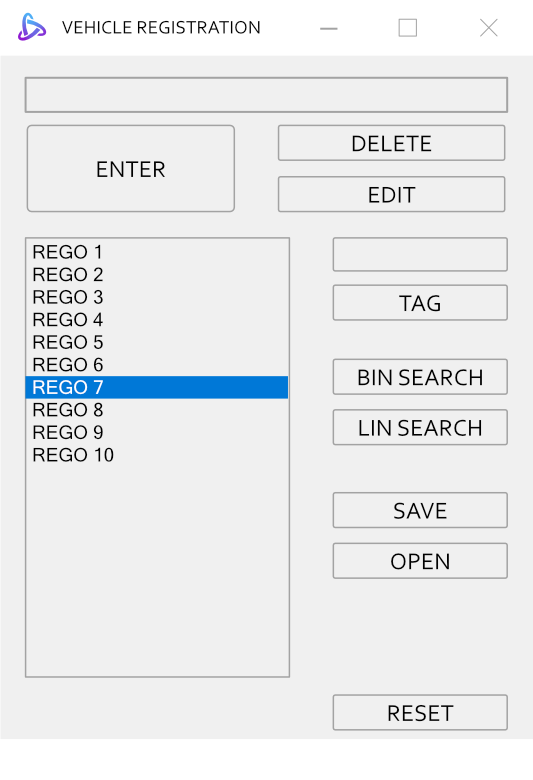 VEHICLE REGISTRATION
ENTER
DELETE
EDIT
REGO 1
REGO 2
REGO 3
REGO 4
REGO 5
REGO 6
REGO 7
REGO 8
REGO 9
REGO 10
TAG
BIN SEARCH
LIN SEARCH
SAVE
OPEN
RESET